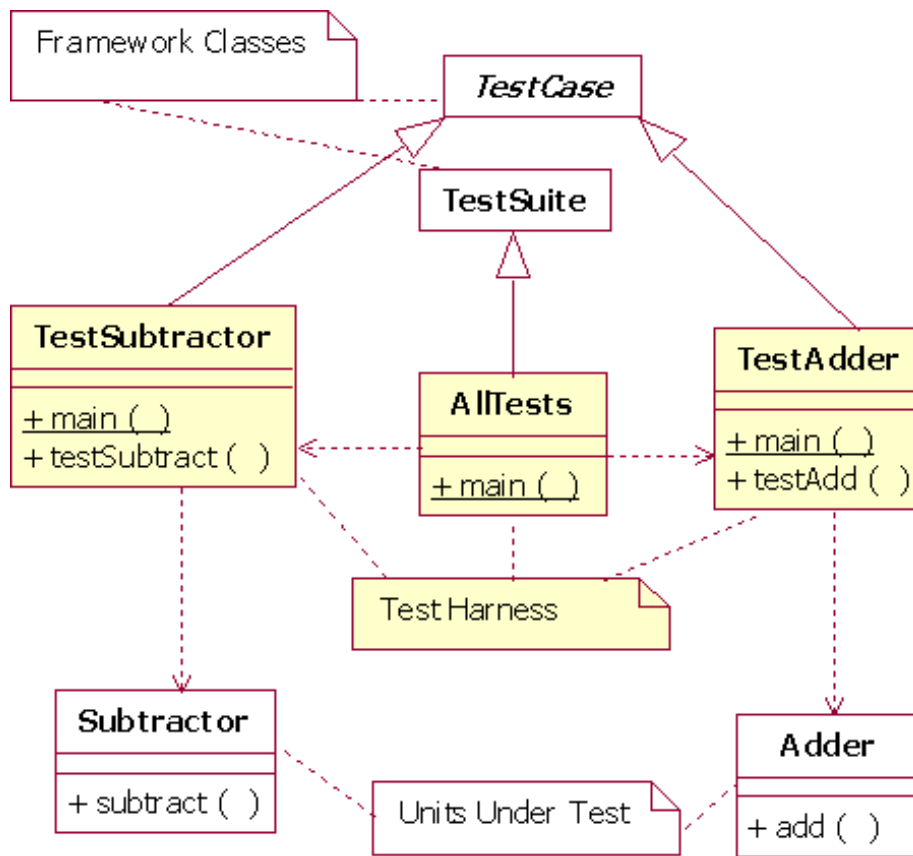 Framework Classes
TestCase
TestSuite
TestSubtractor
+ main ( )
+ testSubtract ( )
AllTests
+ main ( )
TestAdder
+ main ( )
+ testAdd ( )
Test Harness
Subtractor
+ subtract ( )
Units Under Test
Adder
+ add ( )